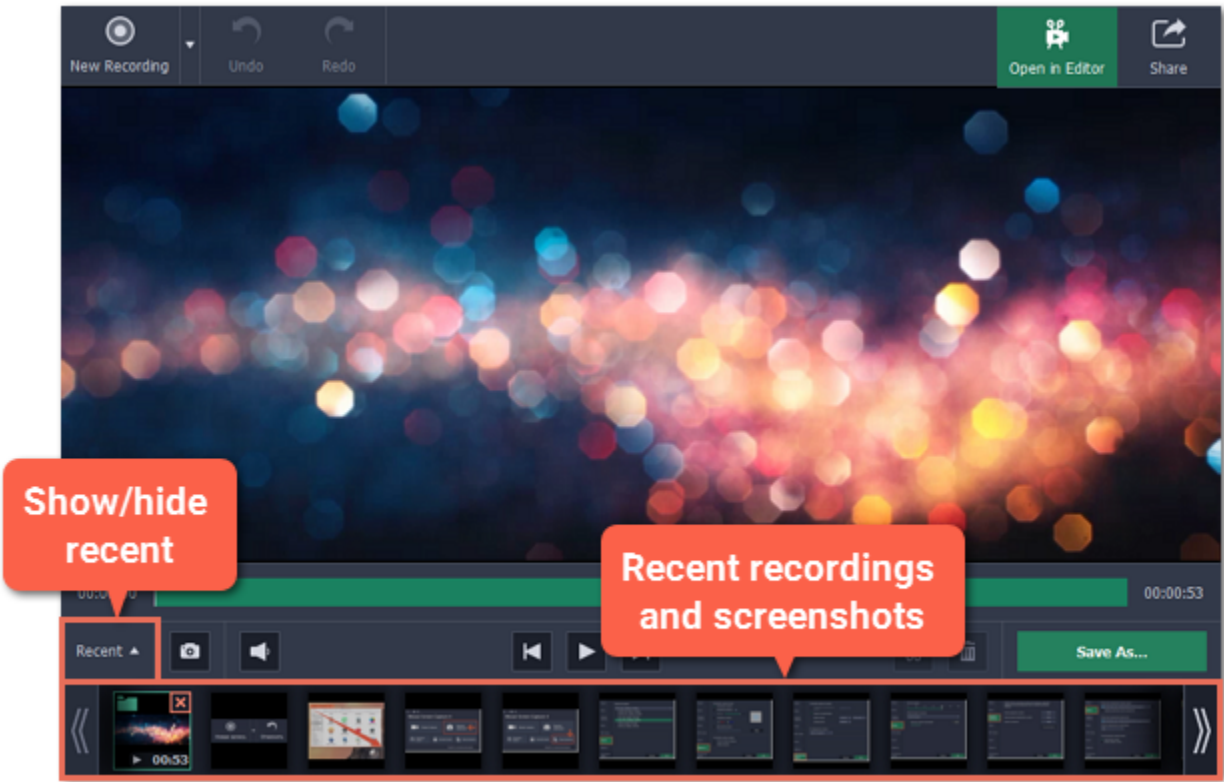 New Recording
Undo
Redo
Open in Editor
Share
Show/hide
recent
Recent recordings
and screenshots
00:00:53
Recent
Save As...
00:53